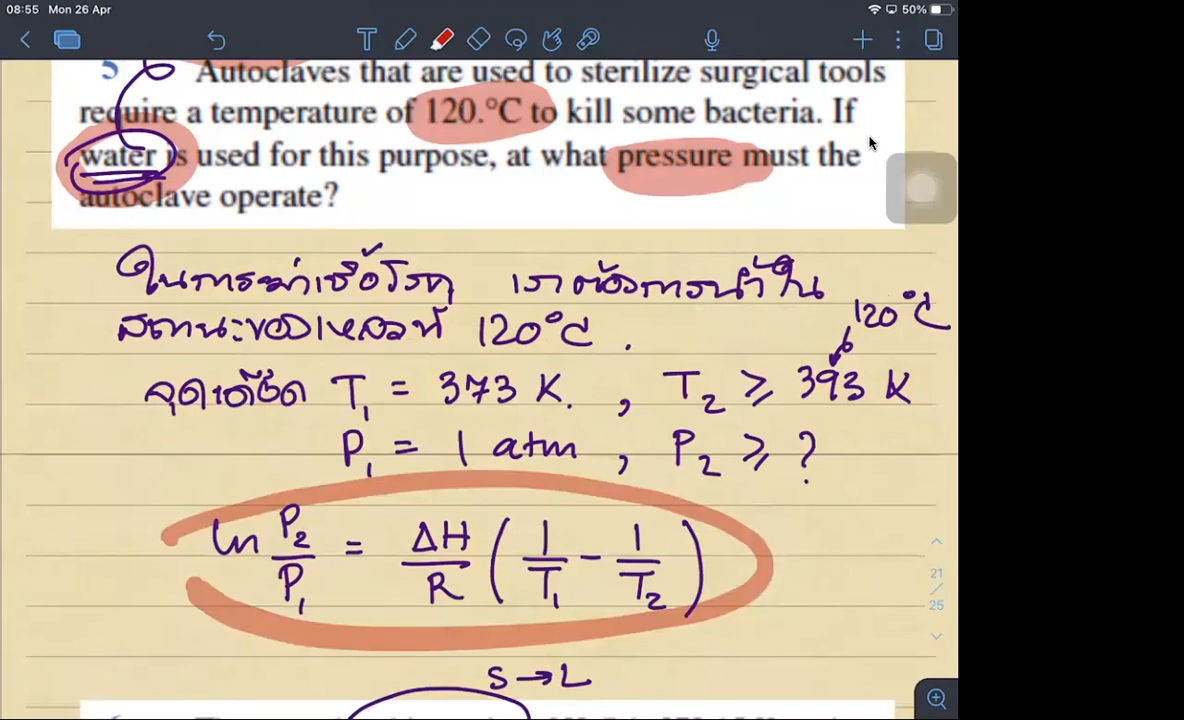 08:55 Mon 26 Apr
50%
5 Autoclaves that are used to sterilize surgical tools
require a temperature of 120.°C to kill some bacteria. If
water is used for this purpose, at what pressure must the
autoclave operate?
ในการฆ่าเชื้อโรค เราต้องการน้ำใน
สถานะของเหลวที่ 120°C.
120°C
จุดเดือด T₁ = 373 K. , T₂ ≥ 393 K
P₁ = 1 atm , P₂ ≥ ?
ln P₂/P₁ = ΔH/R (1/T₁ - 1/T₂)
21
/
25
S → L